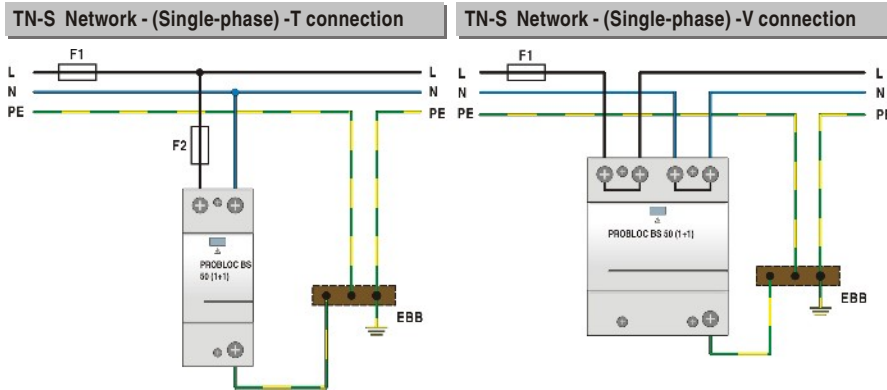 TN-S Network - (Single-phase) -T connection
F1
L
L
N
N
PE
PE
F2
PROBLOC BS
50 (1+1)
EBB
TN-S Network - (Single-phase) -V connection
F1
L
L
N
N
PE
PE
PROBLOC BS 50 (1+1)
EBB